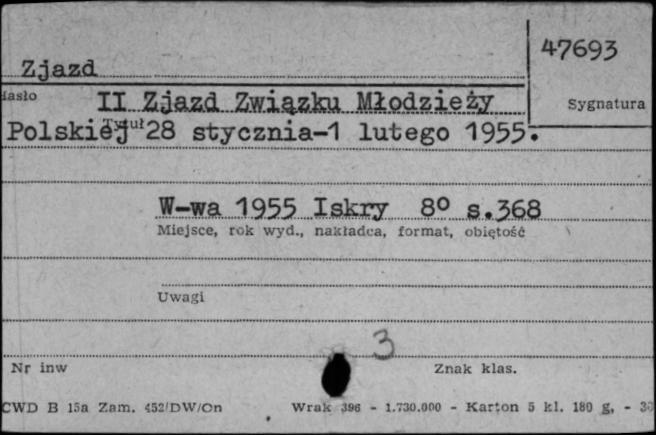 47693
Zjazd
Hasło
II Zjazd Związku Młodzieży
Sygnatura
Polskiej 28 stycznia-1 lutego 1955.
Tytuł
W-wa 1955 Iskry 8º s.368
Miejsce, rok wyd., nakładca, format, objętość
Uwagi
3
Nr inw
Znak klas.
CWD B 15a Zam. 452/DW/On Wrak 396 - 1.730.000 - Karton 5 kl. 180 g, -